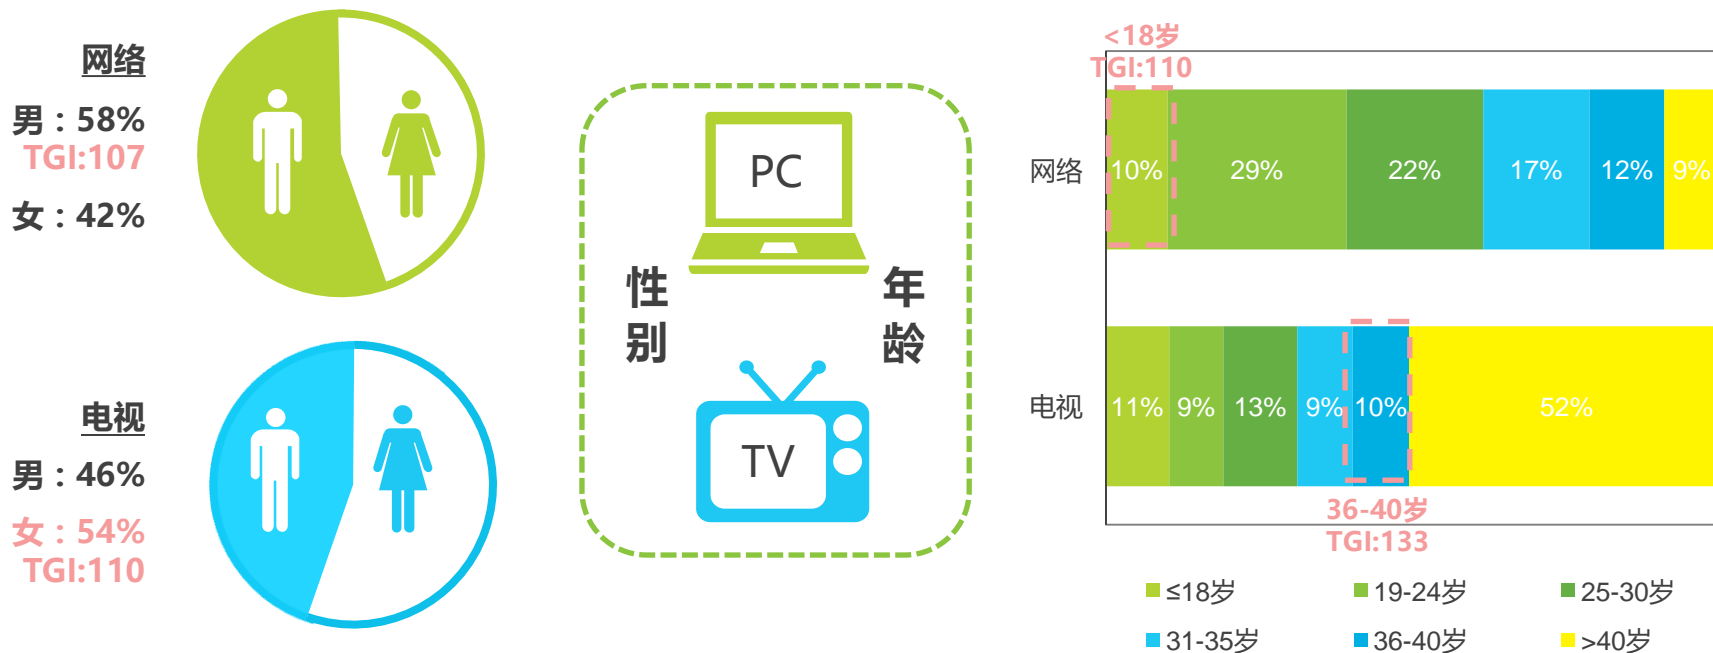 网络
男：58%
TGI:107
女：42%
电视
男：46%
女：54%
TGI:110
PC
性别
年龄
TV
<18岁
TGI:110
网络
10%
29%
22%
17%
12%
9%
电视
11%
9%
13%
9%
10%
52%
36-40岁
TGI:133
≤18岁
19-24岁
25-30岁
31-35岁
36-40岁
>40岁